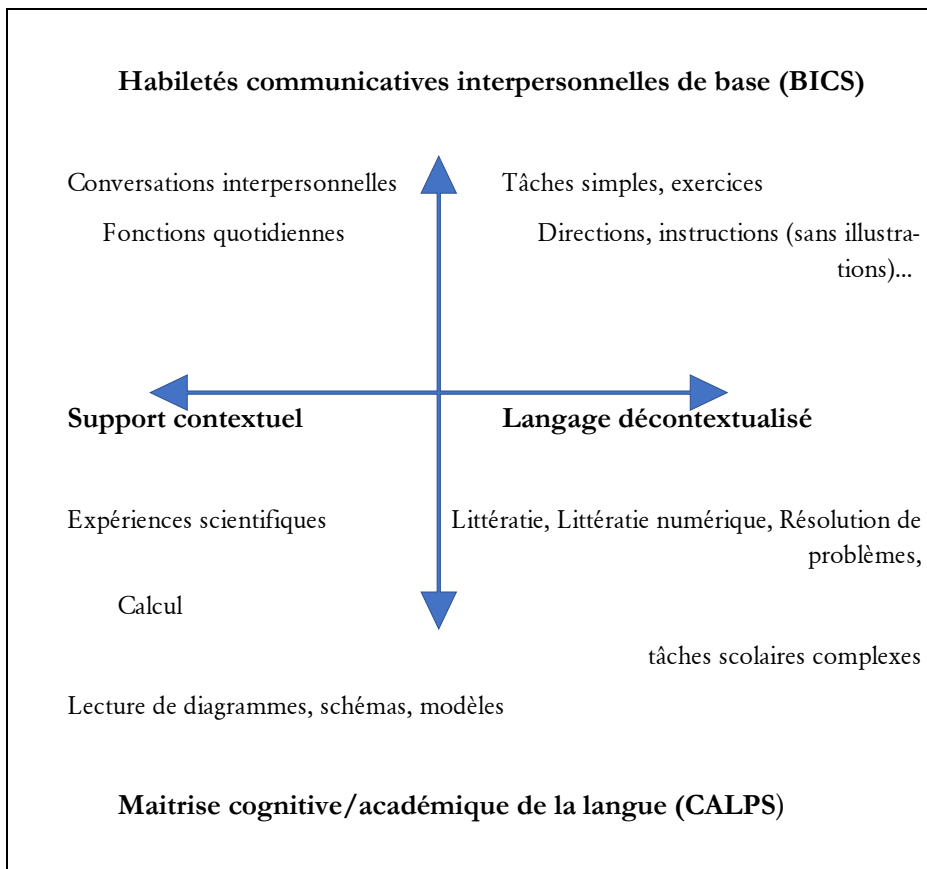 Habiletés communicatives interpersonnelles de base (BICS)
Conversations interpersonnelles
Tâches simples, exercices
Fonctions quotidiennes
Directions, instructions (sans illustra-
tions)...
Support contextuel
Langage décontextualisé
Expériences scientifiques
Littératie, Littératie numérique, Résolution de
problèmes,
Calcul
tâches scolaires complexes
Lecture de diagrammes, schémas, modèles
Maitrise cognitive/académique de la langue (CALPS)